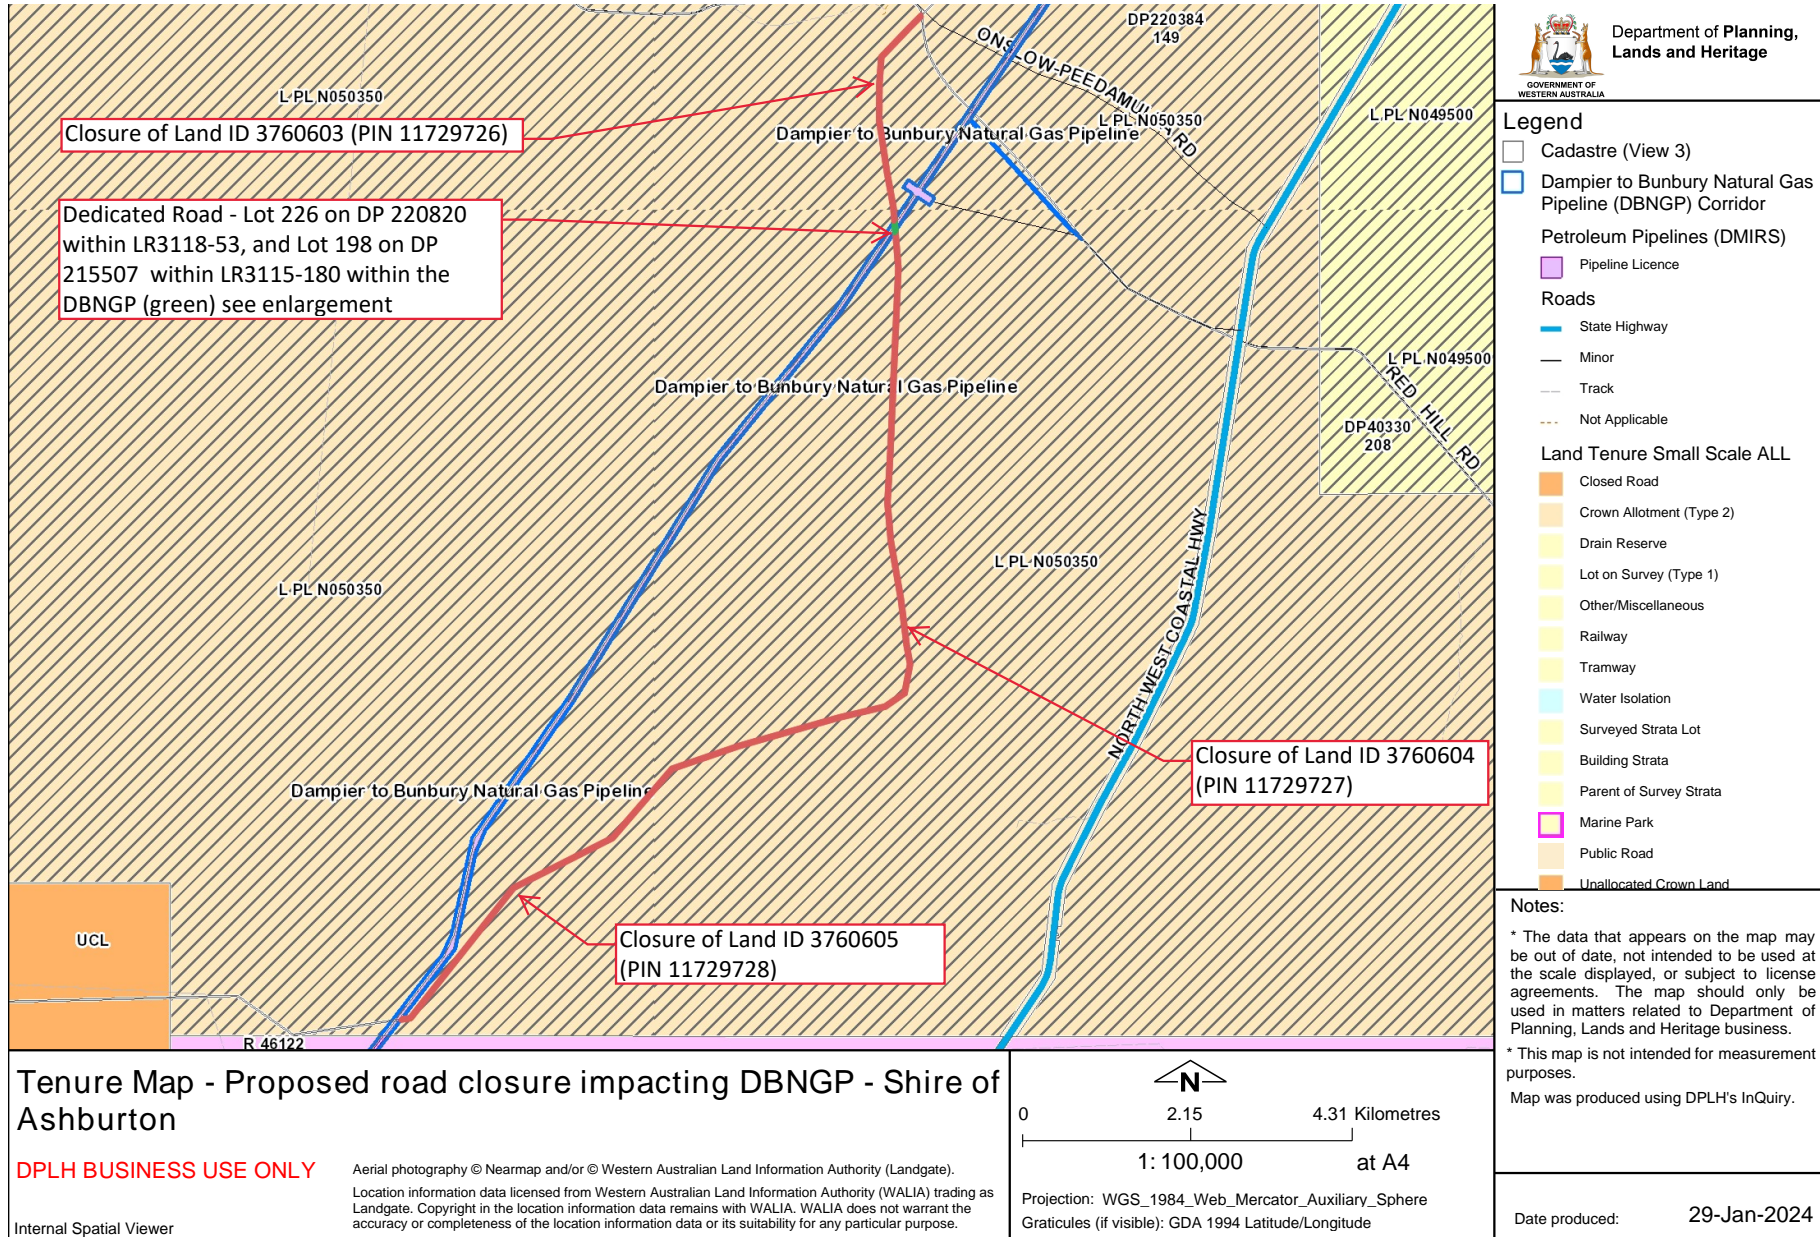 DP220384
149
ONSLOW-PEEDAMULLA RD
L PL N050350
L PL N050350
L PL N049500
Closure of Land ID 3760603 (PIN 11729726)
Dampier to Bunbury Natural Gas Pipeline
Dedicated Road - Lot 226 on DP 220820
within LR3118-53, and Lot 198 on DP
215507 within LR3115-180 within the
DBNGP (green) see enlargement
Dampier to Bunbury Natural Gas Pipeline
L PL N049500
RED HILL RD
DP40330
208
L PL N050350
L PL N050350
NORTH WEST COASTAL HWY
Closure of Land ID 3760604
(PIN 11729727)
Dampier to Bunbury Natural Gas Pipeline
Closure of Land ID 3760605
(PIN 11729728)
UCL
R 46122
GOVERNMENT OF
WESTERN AUSTRALIA
Department of Planning,
Lands and Heritage
Legend
Cadastre (View 3)
Dampier to Bunbury Natural Gas
Pipeline (DBNGP) Corridor
Petroleum Pipelines (DMIRS)
Pipeline Licence
Roads
State Highway
Minor
Track
Not Applicable
Land Tenure Small Scale ALL
Closed Road
Crown Allotment (Type 2)
Drain Reserve
Lot on Survey (Type 1)
Other/Miscellaneous
Railway
Tramway
Water Isolation
Surveyed Strata Lot
Building Strata
Parent of Survey Strata
Marine Park
Public Road
Unallocated Crown Land
Notes:
* The data that appears on the map may
be out of date, not intended to be used at
the scale displayed, or subject to license
agreements. The map should only be
used in matters related to Department of
Planning, Lands and Heritage business.
* This map is not intended for measurement
purposes.
Map was produced using DPLH's InQuiry.
Date produced: 29-Jan-2024
Tenure Map - Proposed road closure impacting DBNGP - Shire of
Ashburton
DPLH BUSINESS USE ONLY
Internal Spatial Viewer
Aerial photography © Nearmap and/or © Western Australian Land Information Authority (Landgate).
Location information data licensed from Western Australian Land Information Authority (WALIA) trading as
Landgate. Copyright in the location information data remains with WALIA. WALIA does not warrant the
accuracy or completeness of the location information data or its suitability for any particular purpose.
N
0 2.15 4.31 Kilometres
1: 100,000 at A4
Projection: WGS_1984_Web_Mercator_Auxiliary_Sphere
Graticules (if visible): GDA 1994 Latitude/Longitude